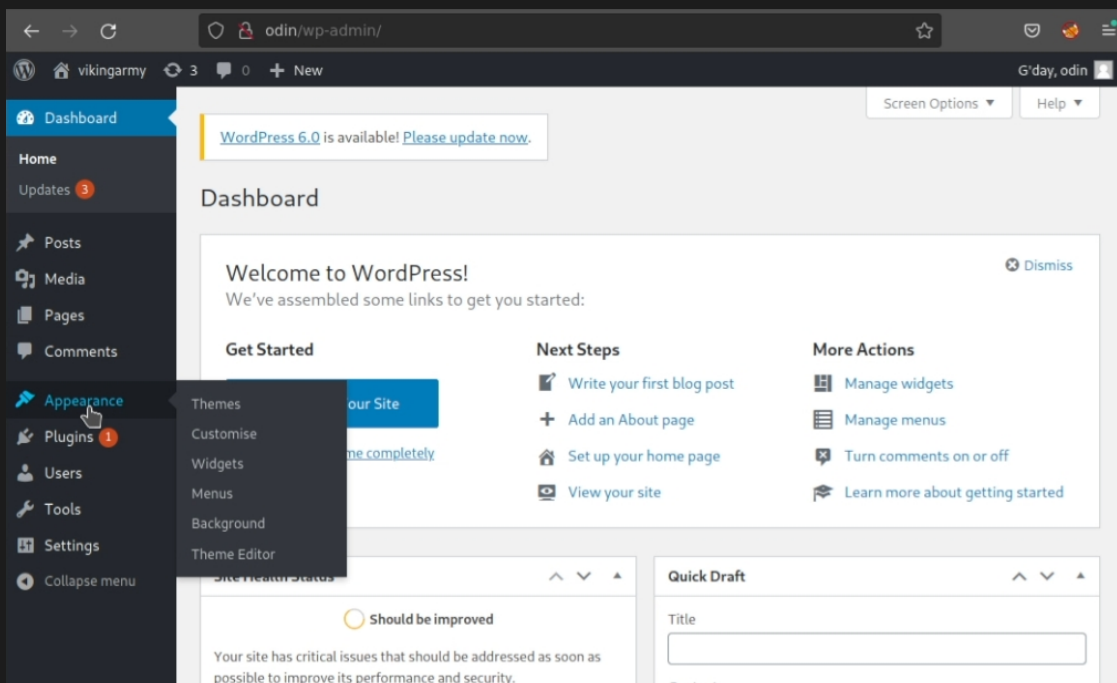 odin/wp-admin/
vikingarmy 3 0 + New G'day, odin
Dashboard
Home
Updates 3
Posts
Media
Pages
Comments
Appearance
Plugins 1
Users
Tools
Settings
Collapse menu
Themes
Customise
Widgets
Menus
Background
Theme Editor
Screen Options ▼ Help ▼
WordPress 6.0 is available! Please update now.
Dashboard
Welcome to WordPress!
Dismiss
We've assembled some links to get you started:
Get Started
our Site
me completely
Next Steps
Write your first blog post
Add an About page
Set up your home page
View your site
More Actions
Manage widgets
Manage menus
Turn comments on or off
Learn more about getting started
Site Health Status
Should be improved
Your site has critical issues that should be addressed as soon as
possible to improve its performance and security.
Quick Draft
Title